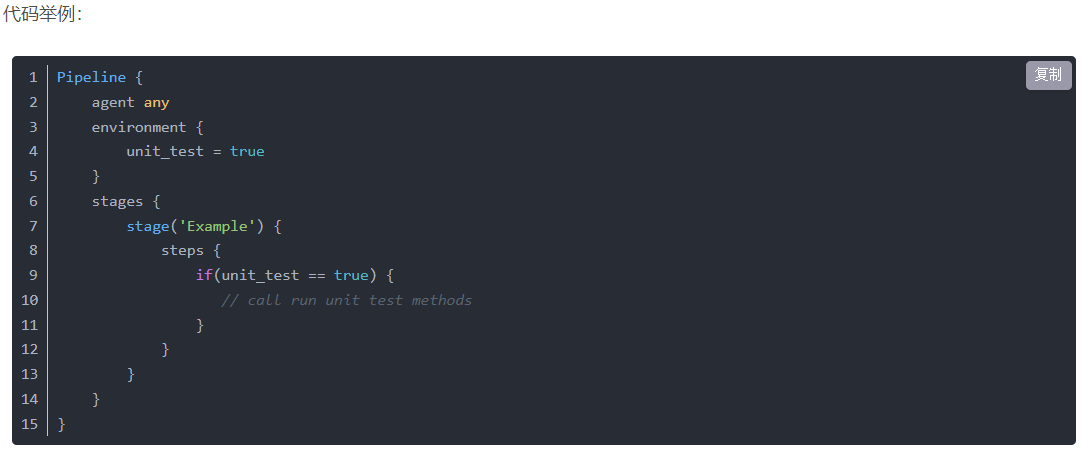 代码举例：
复制
1 Pipeline {
2     agent any
3     environment {
4         unit_test = true
5     }
6     stages {
7         stage('Example') {
8             steps {
9                 if(unit_test == true) {
10                    // call run unit test methods
11                 }
12             }
13         }
14     }
15 }